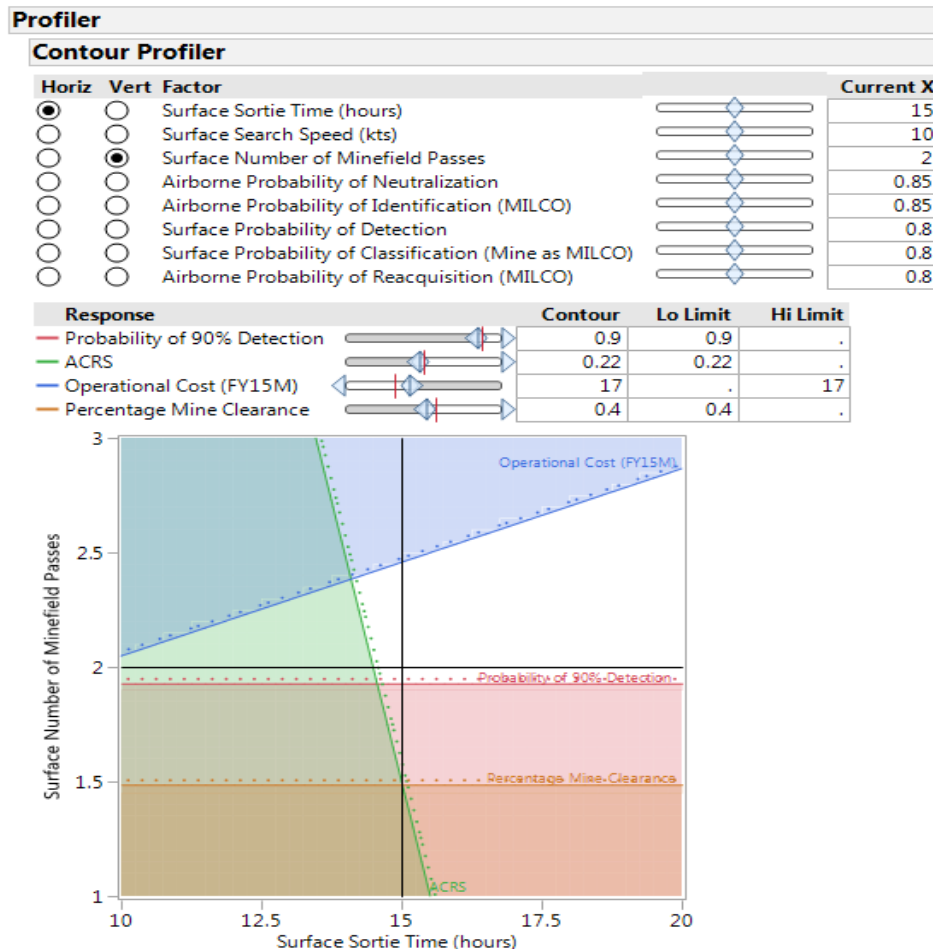 Profiler
Contour Profiler
Horiz Vert Factor Current X
Surface Sortie Time (hours) 15
Surface Search Speed (kts) 10
Surface Number of Minefield Passes 2
Airborne Probability of Neutralization 0.85
Airborne Probability of Identification (MILCO) 0.85
Surface Probability of Detection 0.8
Surface Probability of Classification (Mine as MILCO) 0.8
Airborne Probability of Reacquisition (MILCO) 0.8
Response Contour Lo Limit Hi Limit
Probability of 90% Detection 0.9 0.9 .
ACRS 0.22 0.22 .
Operational Cost (FY15M) 17 . 17
Percentage Mine Clearance 0.4 0.4 .
3
Operational Cost (FY15M)
2.5
Surface Number of Minefield Passes
2
Probability of 90% Detection
1.5
Percentage Mine Clearance
ACRS
1
10 12.5 15 17.5 20
Surface Sortie Time (hours)